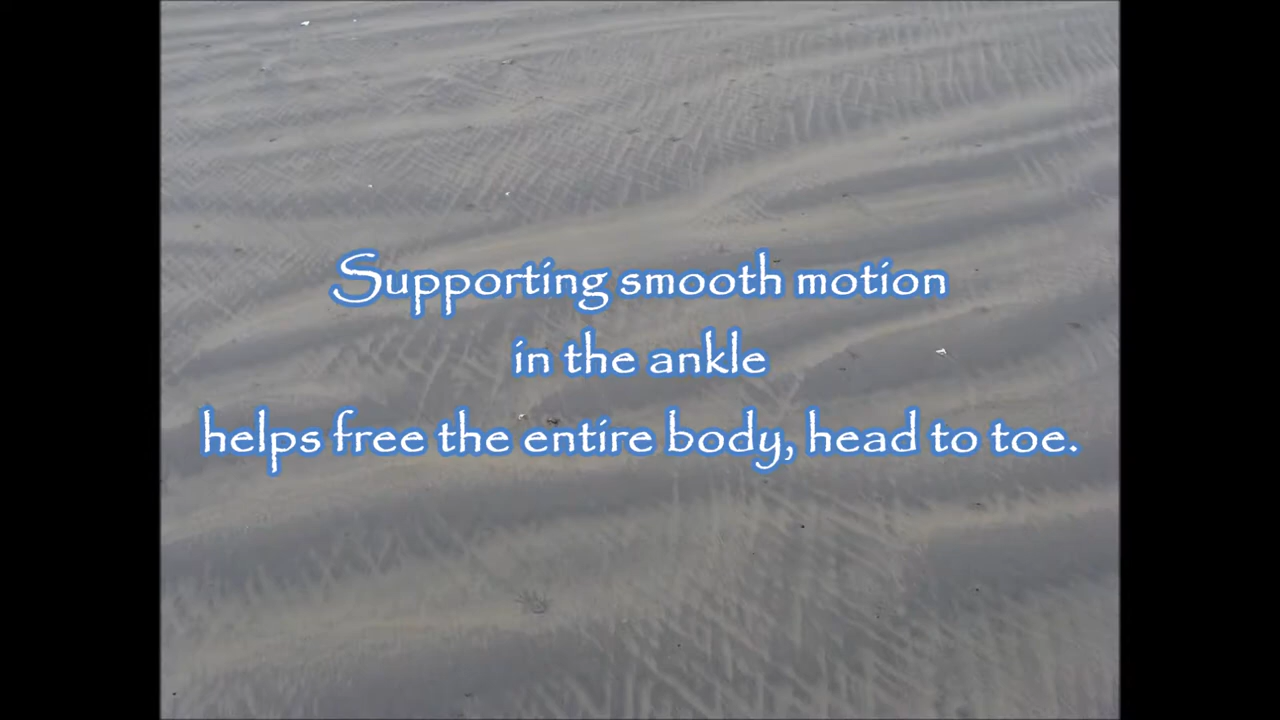 Supporting smooth motion
in the ankle
helps free the entire body, head to toe.